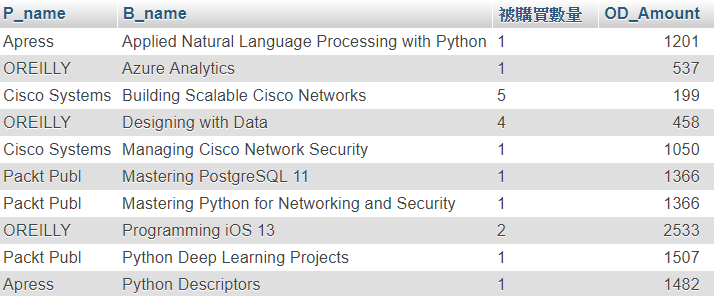 P_name B_name 被購買數量 OD_Amount
Apress Applied Natural Language Processing with Python 1 1201
OREILLY Azure Analytics 1 537
Cisco Systems Building Scalable Cisco Networks 5 199
OREILLY Designing with Data 4 458
Cisco Systems Managing Cisco Network Security 1 1050
Packt Publ Mastering PostgreSQL 11 1 1366
Packt Publ Mastering Python for Networking and Security 1 1366
OREILLY Programming iOS 13 2 2533
Packt Publ Python Deep Learning Projects 1 1507
Apress Python Descriptors 1 1482